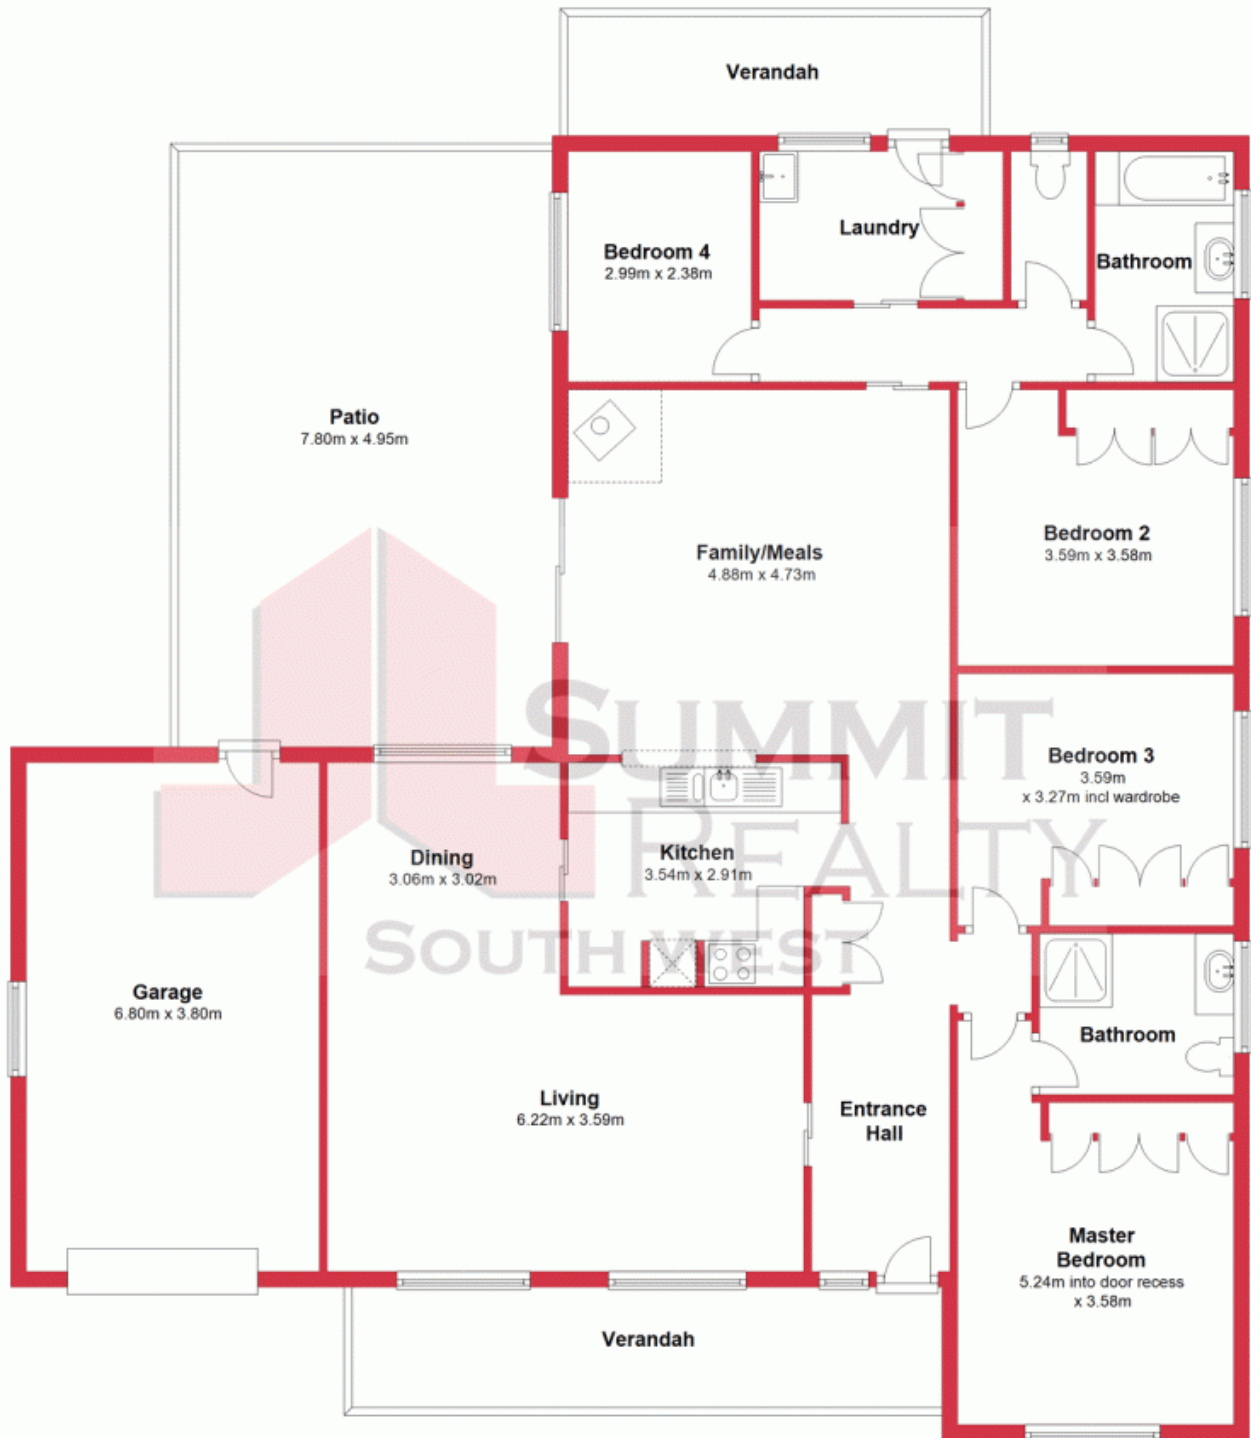 Verandah
Bedroom 4
2.99m x 2.38m
Laundry
Bathroom
Patio
7.80m x 4.95m
Family/Meals
4.88m x 4.73m
Bedroom 2
3.59m x 3.58m
SUMMIT
REALTY
SOUTH WEST
Bedroom 3
3.59m
x 3.27m incl wardrobe
Dining
3.06m x 3.02m
Kitchen
3.54m x 2.91m
Garage
6.80m x 3.80m
Living
6.22m x 3.59m
Entrance
Hall
Bathroom
Master
Bedroom
5.24m into door recess
x 3.58m
Verandah